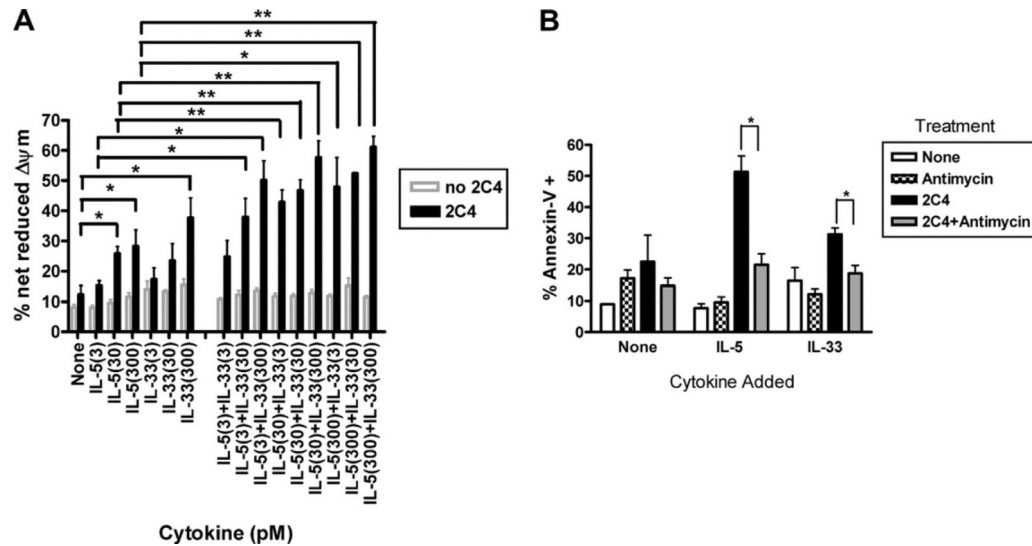 A
**
**
*
**
**
**
*
*
*
*
*
% net reduced Δψm
70
60
50
40
30
20
10
0
no 2C4
2C4
None
IL-5(3)
IL-5(30)
IL-5(300)
IL-33(3)
IL-33(30)
IL-33(300)
IL-5(3)+IL-33(3)
IL-5(3)+IL-33(30)
IL-5(3)+IL-33(300)
IL-5(30)+IL-33(3)
IL-5(30)+IL-33(30)
IL-5(30)+IL-33(300)
IL-5(300)+IL-33(3)
IL-5(300)+IL-33(30)
IL-5(300)+IL-33(300)
Cytokine (pM)
B
% Annexin-V +
60
50
40
30
20
10
0
*
*
None
IL-5
IL-33
Cytokine Added
Treatment
None
Antimycin
2C4
2C4+Antimycin